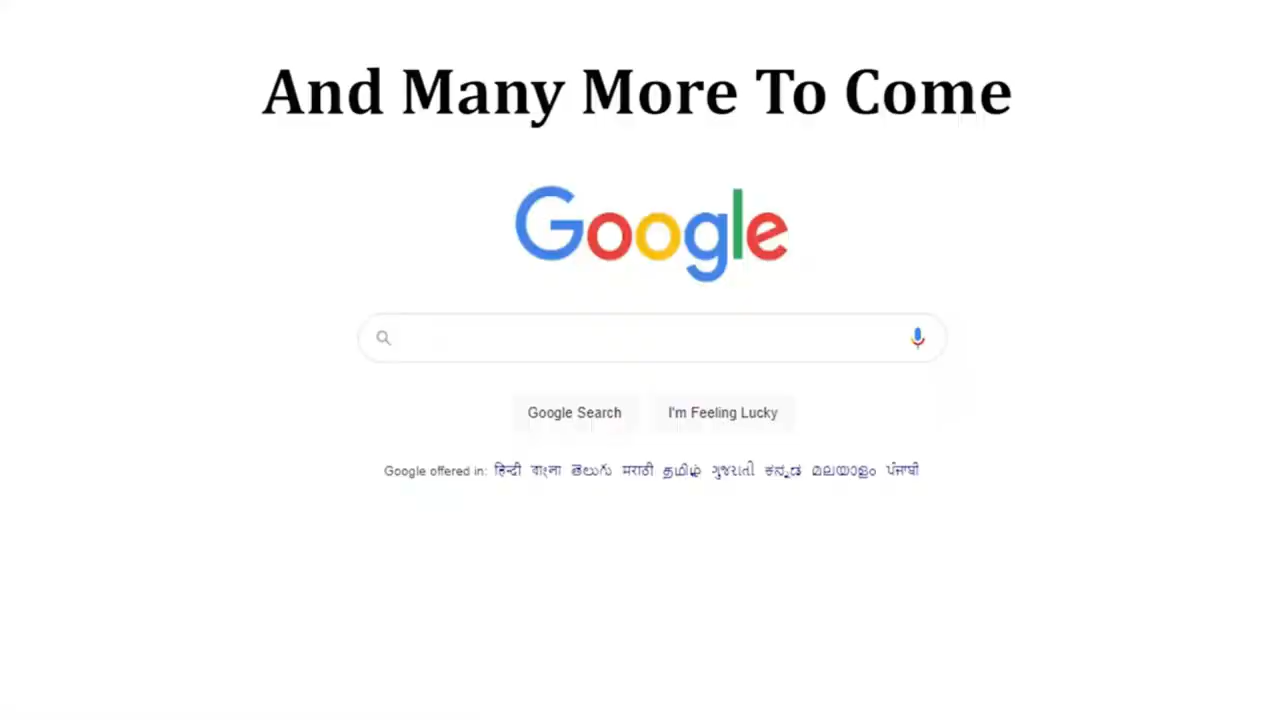 And Many More To Come
Google
Google Search I'm Feeling Lucky
Google offered in: हिन्दी বাংলা తెలుగు मराठी தமிழ் ગુજરાતી ಕನ್ನಡ മലയാളം ਪੰਜਾਬੀ